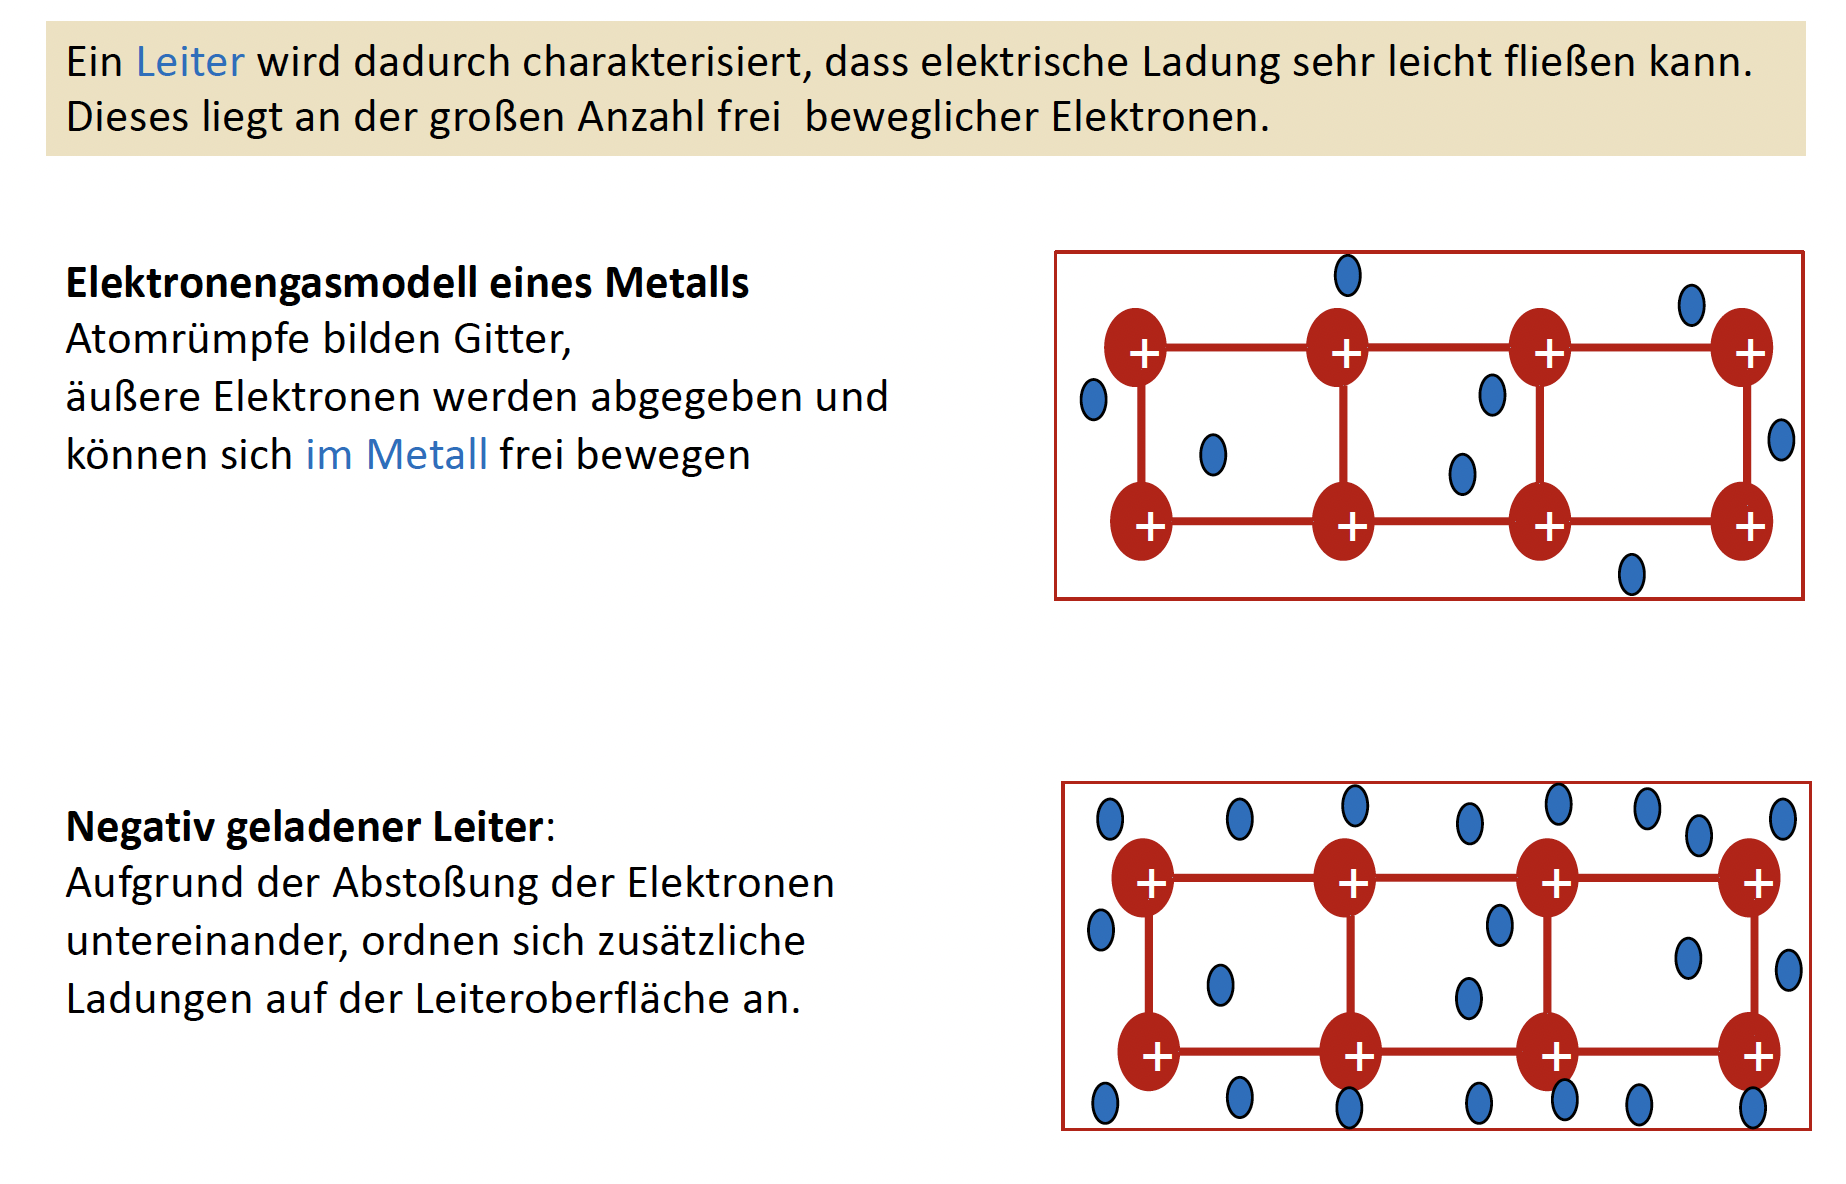 Ein Leiter wird dadurch charakterisiert, dass elektrische Ladung sehr leicht fließen kann.
Dieses liegt an der großen Anzahl frei  beweglicher Elektronen.
Elektronengasmodell eines Metalls
Atomrümpfe bilden Gitter,
äußere Elektronen werden abgegeben und
können sich im Metall frei bewegen
+ + + +
+ + + +
Negativ geladener Leiter:
Aufgrund der Abstoßung der Elektronen
untereinander, ordnen sich zusätzliche
Ladungen auf der Leiteroberfläche an.
+ + + +
+ + + +